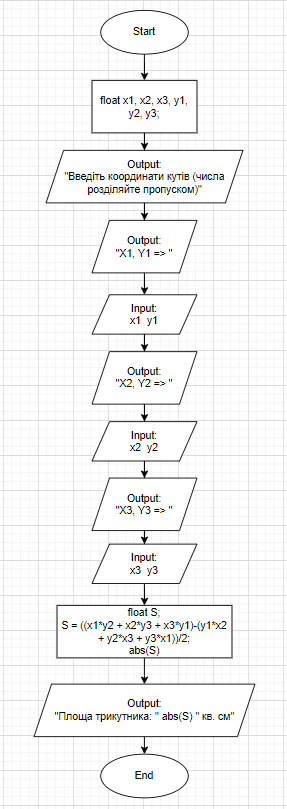 Start
float x1, x2, x3, y1,
y2, y3;
Output:
"Введіть координати кутів (числа
розділяйте пропуском)"
Output:
"X1, Y1 => "
Input:
x1 y1
Output:
"X2, Y2 => "
Input:
x2 y2
Output:
"X3, Y3 => "
Input:
x3 y3
float S;
S = ((x1*y2 + x2*y3 + x3*y1)-(y1*x2
+ y2*x3 + y3*x1))/2;
abs(S)
Output:
"Площа трикутника: " abs(S) " кв. см"
End